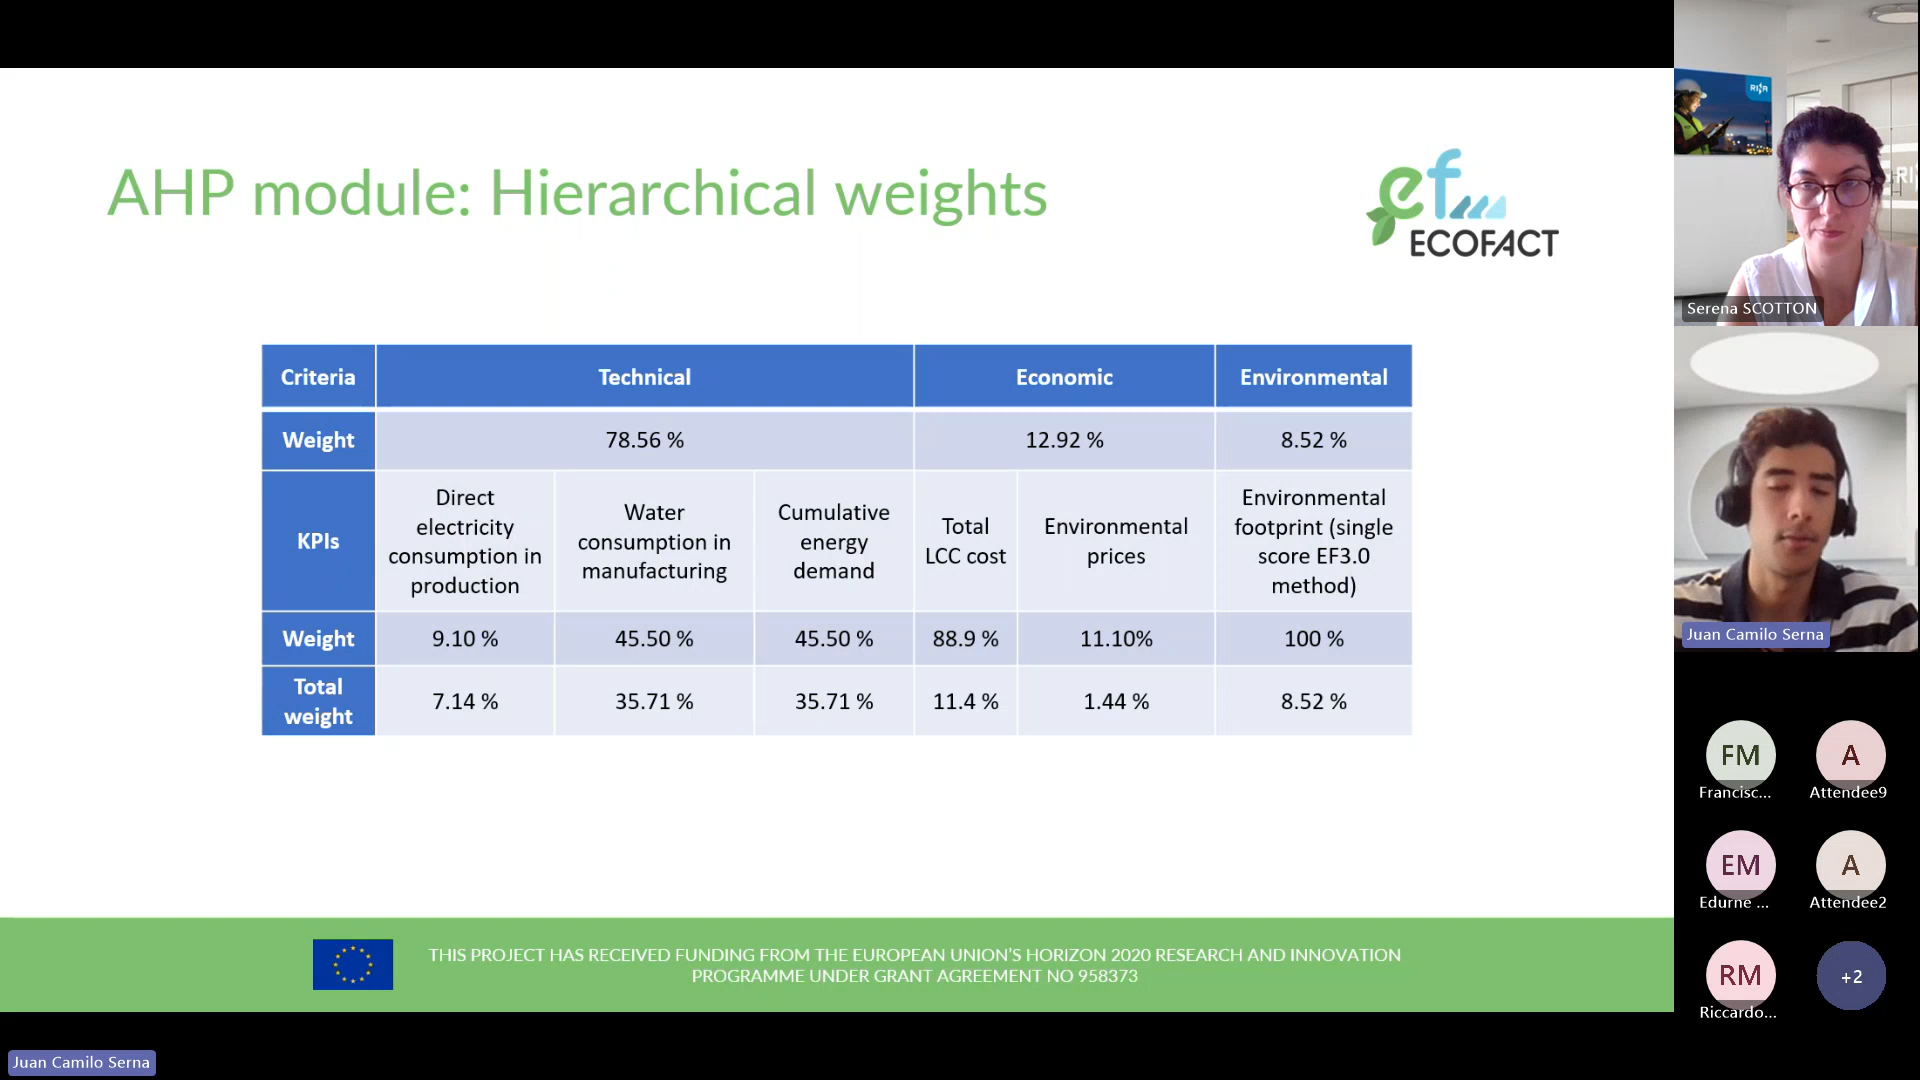 AHP module: Hierarchical weights
ef
ECOFACT
Criteria
Technical
Economic
Environmental
Weight
78.56 %
12.92 %
8.52 %
KPIs
Direct
electricity
consumption in
production
Water
consumption in
manufacturing
Cumulative
energy
demand
Total
LCC cost
Environmental
prices
Environmental
footprint (single
score EF3.0
method)
Weight
9.10 %
45.50 %
45.50 %
88.9 %
11.10%
100 %
Total
weight
7.14 %
35.71 %
35.71 %
11.4 %
1.44 %
8.52 %
THIS PROJECT HAS RECEIVED FUNDING FROM THE EUROPEAN UNION'S HORIZON 2020 RESEARCH AND INNOVATION
PROGRAMME UNDER GRANT AGREEMENT NO 958373
Juan Camilo Serna
RINA
Serena SCOTTON
Juan Camilo Serna
FM
Francisc...
A
Attendee9
EM
Edurne ...
A
Attendee2
RM
Riccardo...
+2